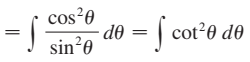 = ∫ cos²θ / sin²θ dθ = ∫ cot²θ dθ